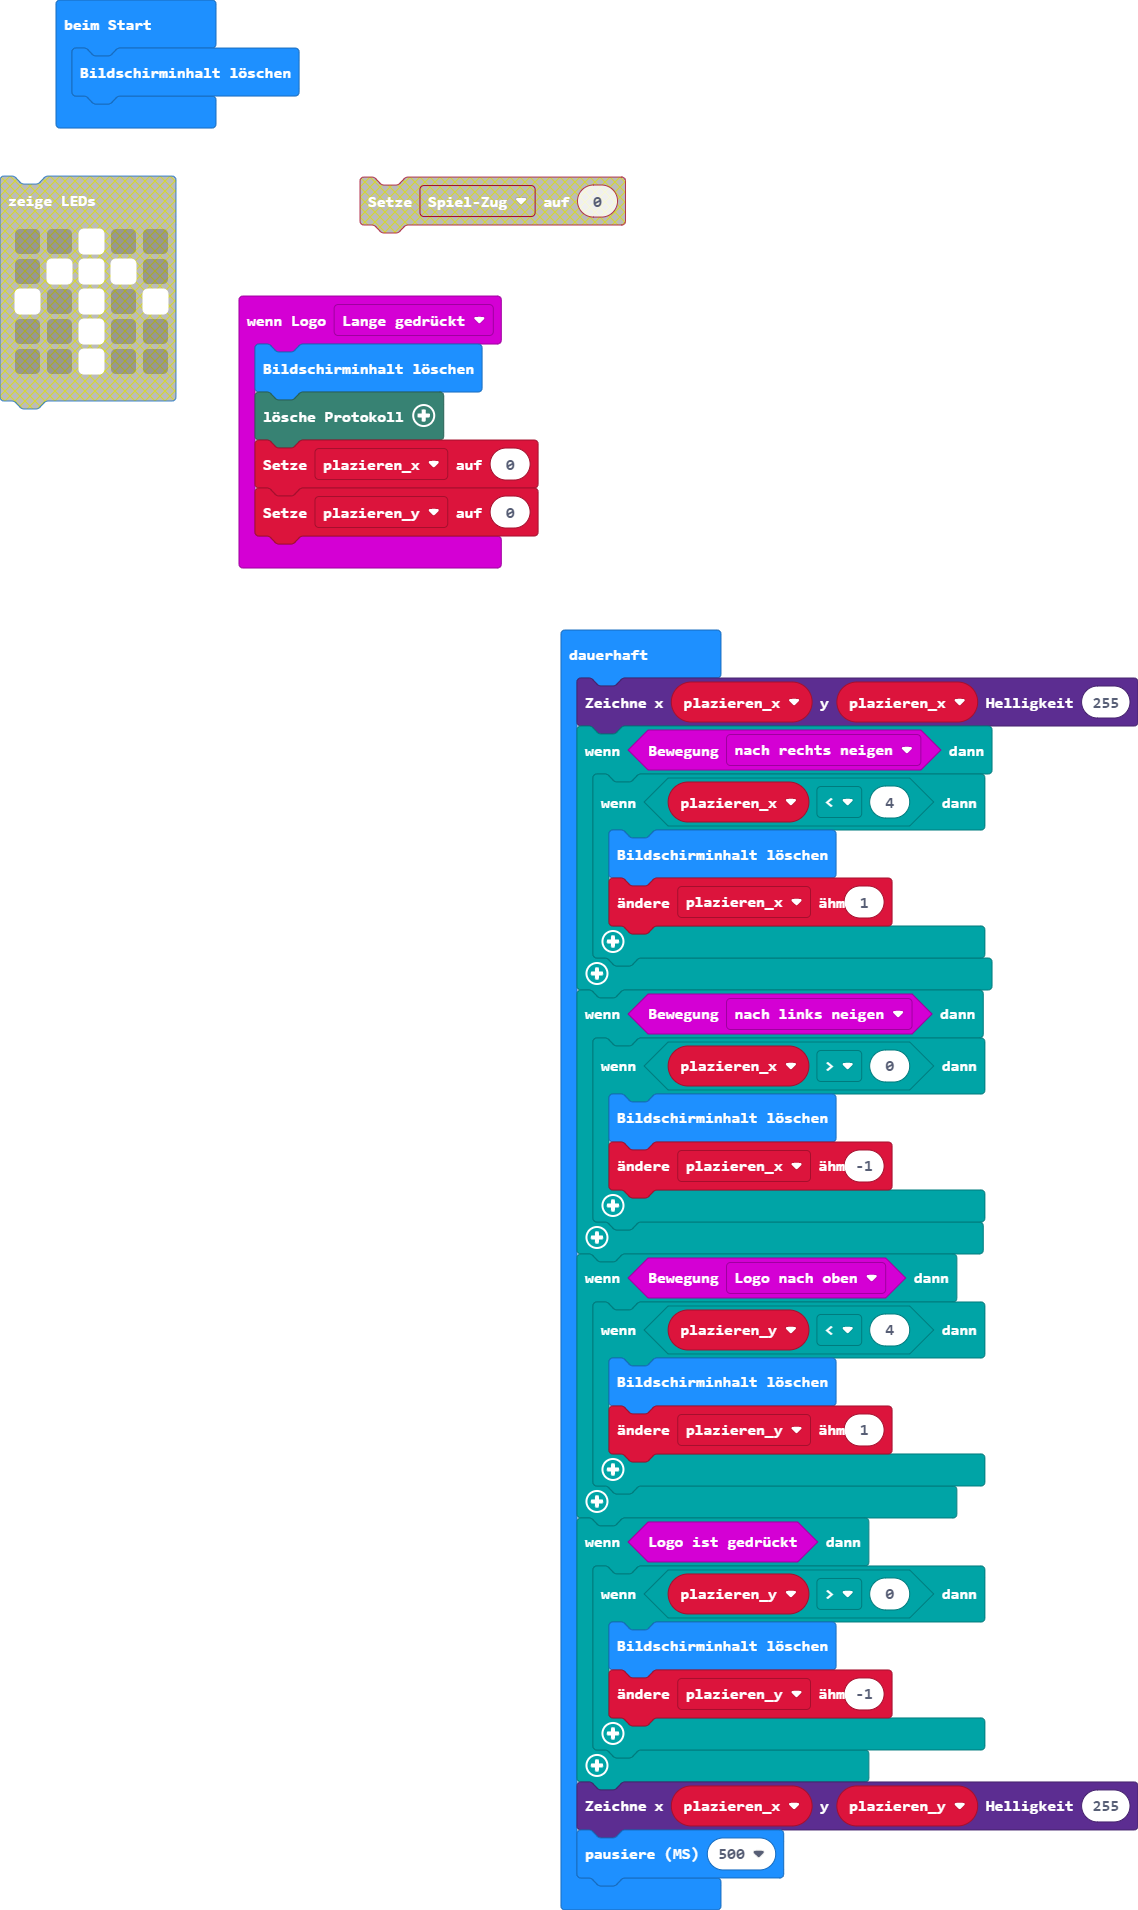 beim Start
Bildschirminhalt löschen
zeige LEDs
Setze Spiel-Zug auf 0
wenn Logo Lange gedrückt
Bildschirminhalt löschen
lösche Protokoll
Setze plazieren_x auf 0
Setze plazieren_y auf 0
dauerhaft
Zeichne x plazieren_x y plazieren_x Helligkeit 255
wenn Bewegung nach rechts neigen dann
wenn plazieren_x < 4 dann
Bildschirminhalt löschen
ändere plazieren_x ähm 1
wenn Bewegung nach links neigen dann
wenn plazieren_x > 0 dann
Bildschirminhalt löschen
ändere plazieren_x ähm -1
wenn Bewegung Logo nach oben dann
wenn plazieren_y < 4 dann
Bildschirminhalt löschen
ändere plazieren_y ähm 1
wenn Logo ist gedrückt dann
wenn plazieren_y > 0 dann
Bildschirminhalt löschen
ändere plazieren_y ähm -1
Zeichne x plazieren_x y plazieren_y Helligkeit 255
pausiere (MS) 500